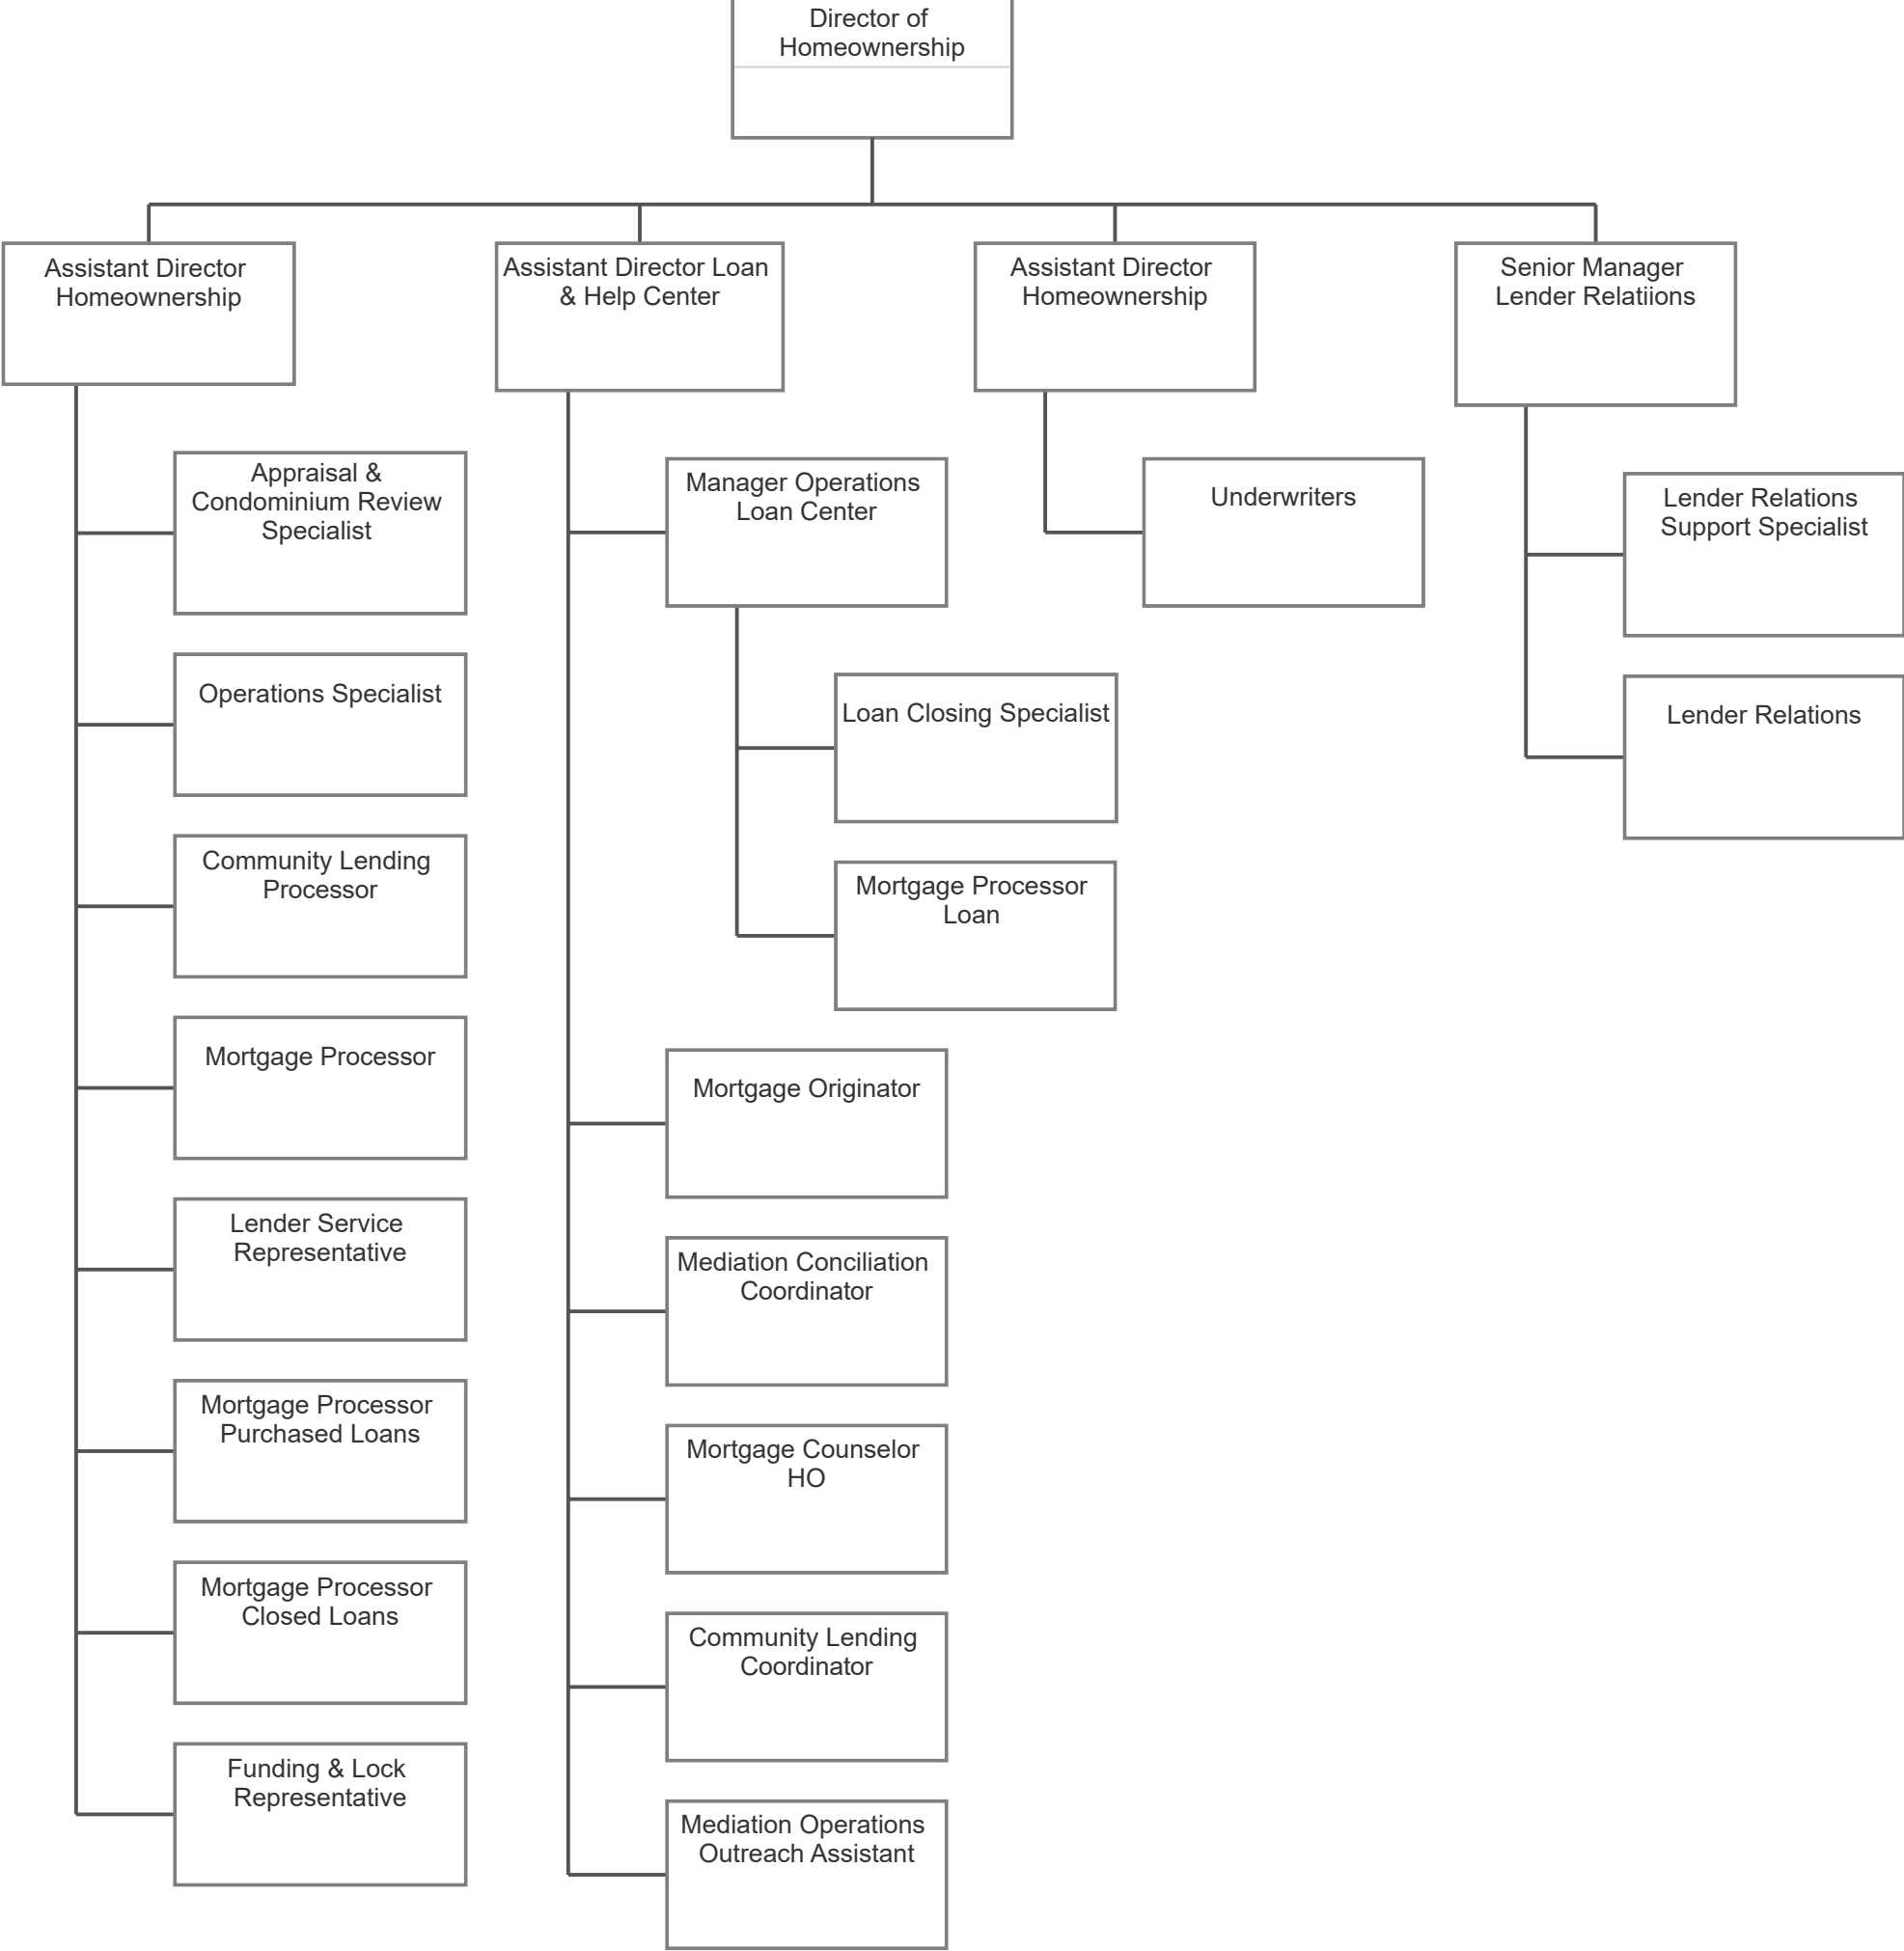 Director of
Homeownership
Assistant Director
Homeownership
Assistant Director Loan
& Help Center
Assistant Director
Homeownership
Senior Manager
Lender Relatiions
Appraisal &
Condominium Review
Specialist
Operations Specialist
Community Lending
Processor
Mortgage Processor
Lender Service
Representative
Mortgage Processor
Purchased Loans
Mortgage Processor
Closed Loans
Funding & Lock
Representative
Manager Operations
Loan Center
Loan Closing Specialist
Mortgage Processor
Loan
Mortgage Originator
Mediation Conciliation
Coordinator
Mortgage Counselor
HO
Community Lending
Coordinator
Mediation Operations
Outreach Assistant
Underwriters
Lender Relations
Support Specialist
Lender Relations